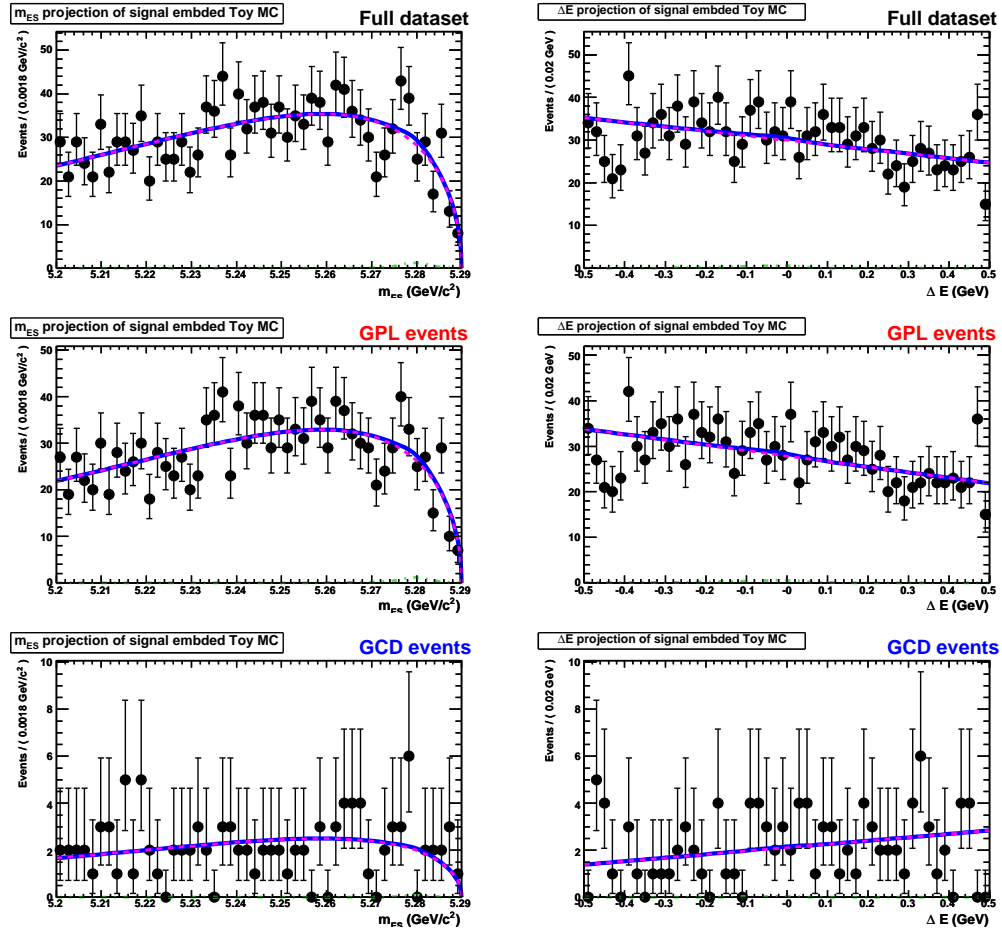 m_ES projection of signal embded Toy MC
Full dataset
Events / ( 0.0018 GeV/c² )
50
40
30
20
10
0
5.2 5.21 5.22 5.23 5.24 5.25 5.26 5.27 5.28 5.29
m_ES (GeV/c²)
ΔE projection of signal embded Toy MC
Full dataset
Events / ( 0.02 GeV )
50
40
30
20
10
0
-0.5 -0.4 -0.3 -0.2 -0.1 -0 0.1 0.2 0.3 0.4 0.5
Δ E (GeV)
m_ES projection of signal embded Toy MC
GPL events
Events / ( 0.0018 GeV/c² )
50
40
30
20
10
0
5.2 5.21 5.22 5.23 5.24 5.25 5.26 5.27 5.28 5.29
m_ES (GeV/c²)
ΔE projection of signal embded Toy MC
GPL events
Events / ( 0.02 GeV )
50
40
30
20
10
0
-0.5 -0.4 -0.3 -0.2 -0.1 -0 0.1 0.2 0.3 0.4 0.5
Δ E (GeV)
m_ES projection of signal embded Toy MC
GCD events
Events / ( 0.0018 GeV/c² )
10
8
6
4
2
0
5.2 5.21 5.22 5.23 5.24 5.25 5.26 5.27 5.28 5.29
m_ES (GeV/c²)
ΔE projection of signal embded Toy MC
GCD events
Events / ( 0.02 GeV )
10
8
6
4
2
0
-0.5 -0.4 -0.3 -0.2 -0.1 -0 0.1 0.2 0.3 0.4 0.5
Δ E (GeV)